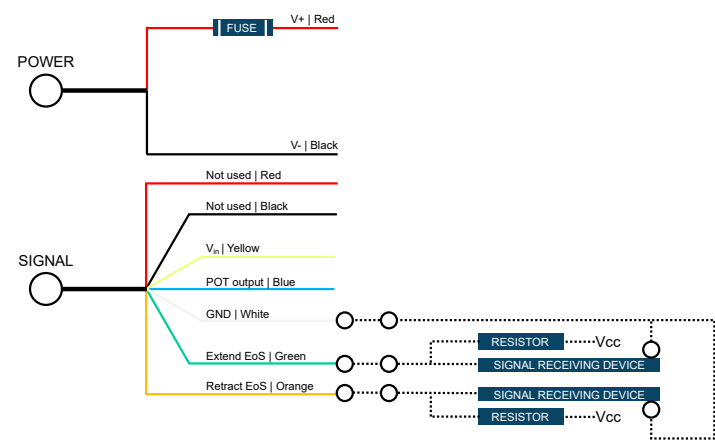 V+ | Red
FUSE
POWER
V- | Black
Not used | Red
Not used | Black
Vin | Yellow
SIGNAL
POT output | Blue
GND | White
RESISTOR
Vcc
Extend EoS | Green
SIGNAL RECEIVING DEVICE
Retract EoS | Orange
SIGNAL RECEIVING DEVICE
RESISTOR
Vcc